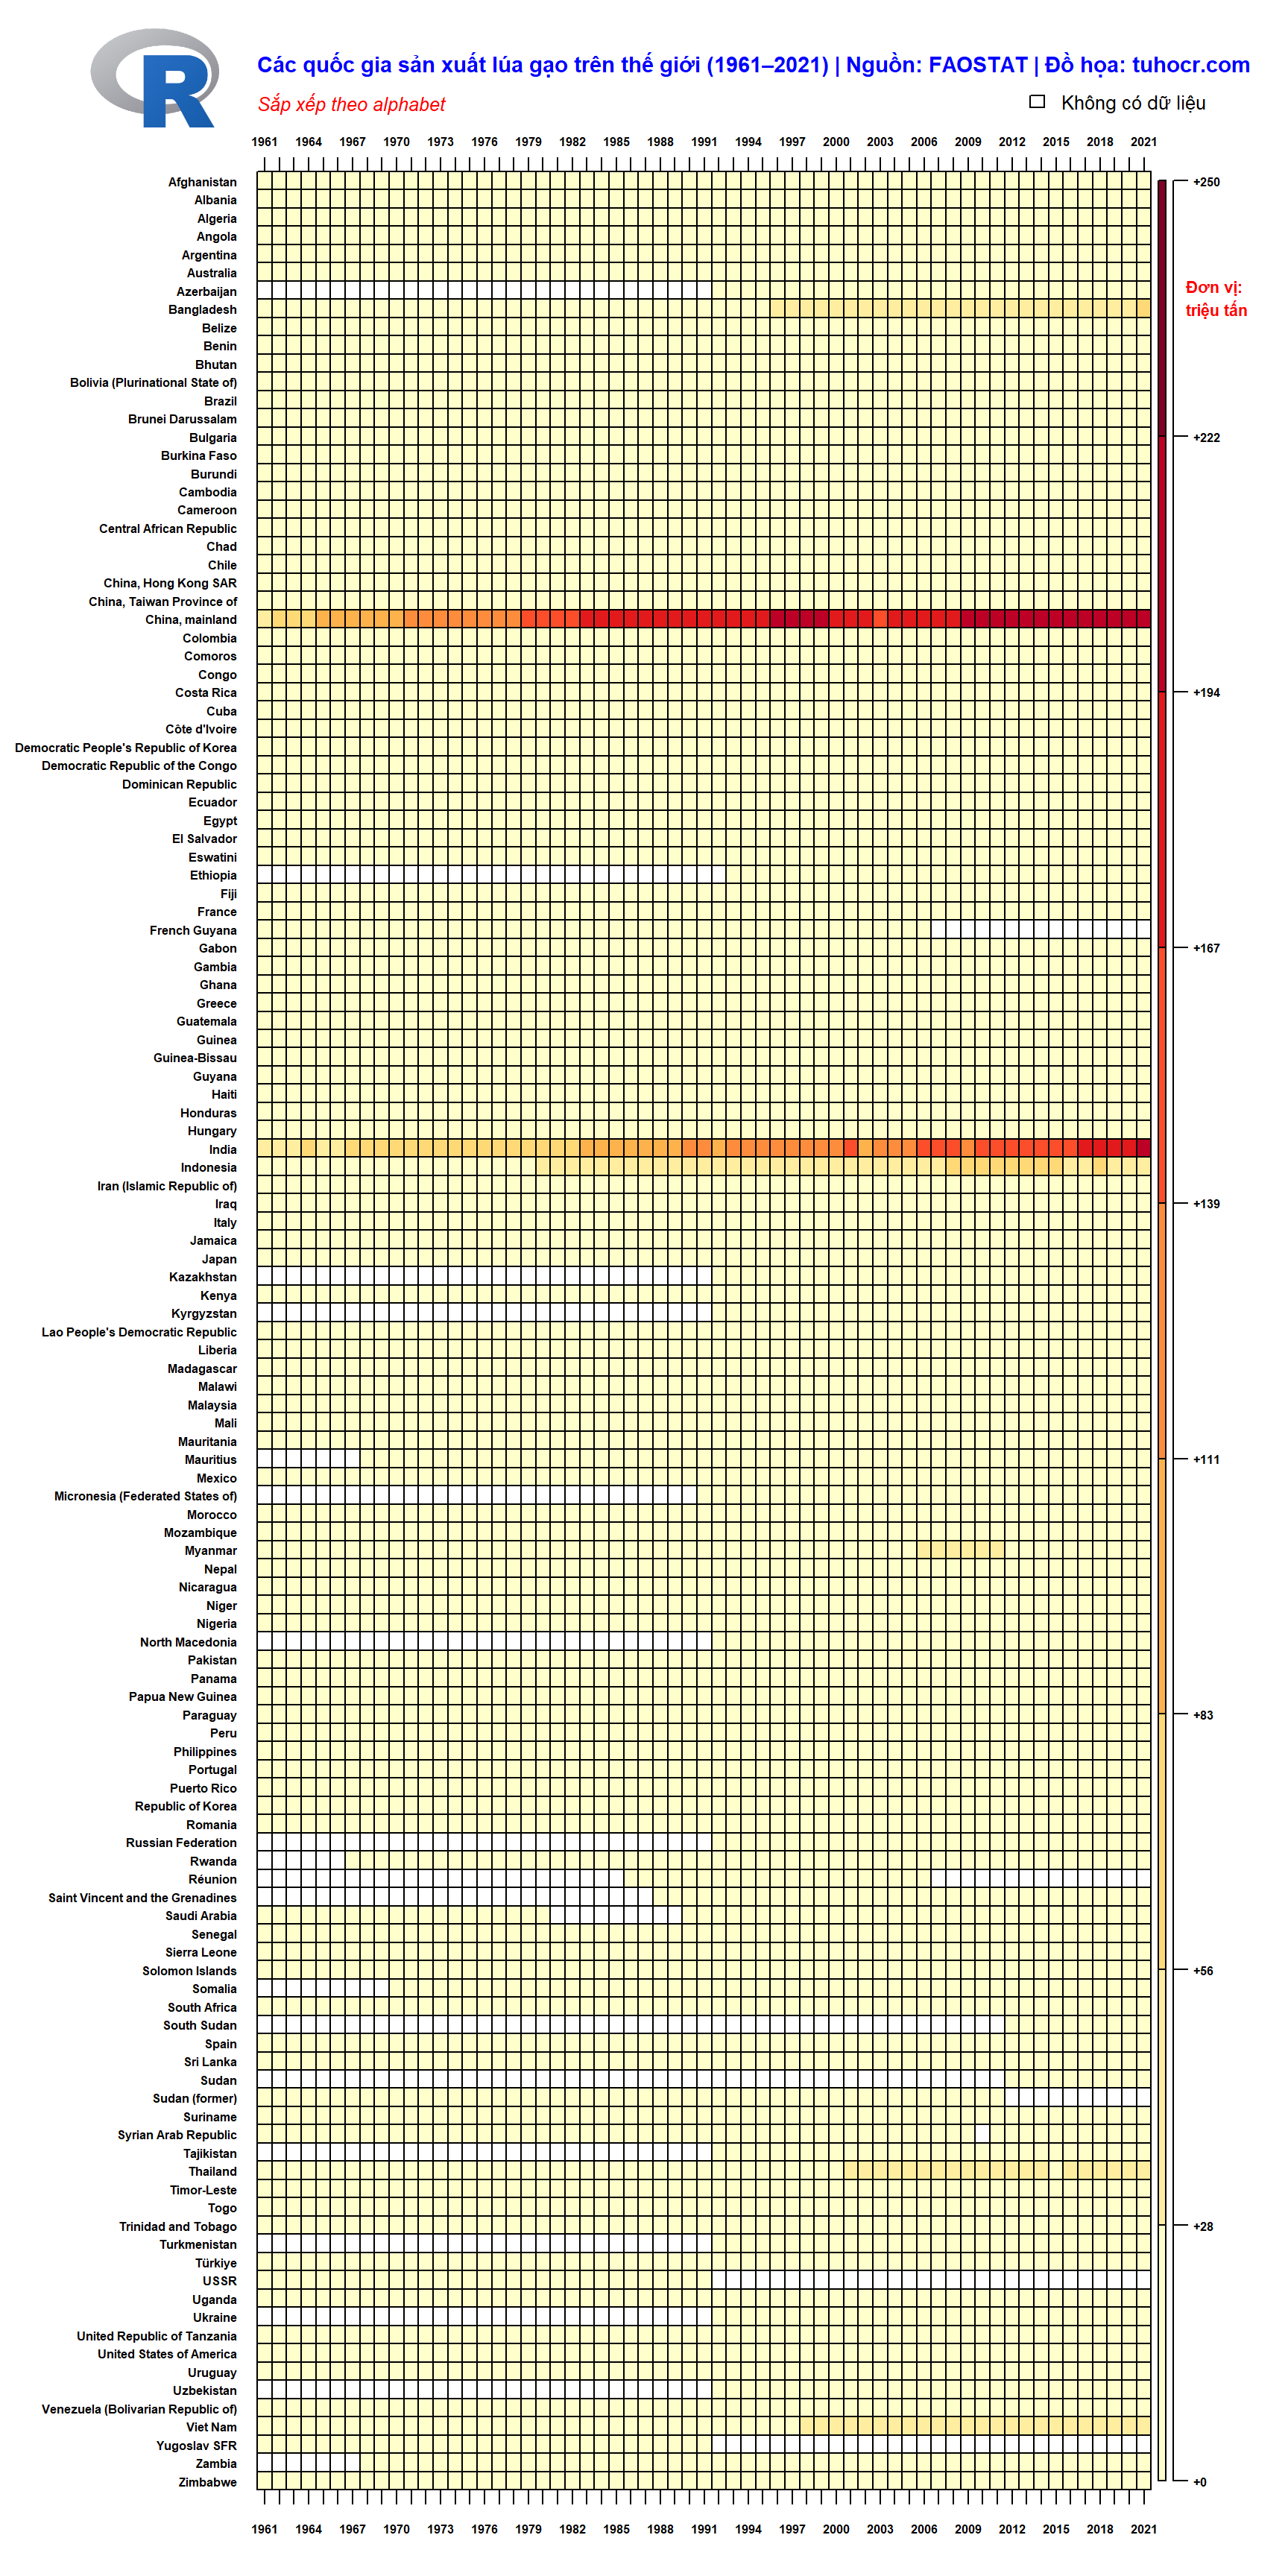 R
Các quốc gia sản xuất lúa gạo trên thế giới (1961–2021) | Nguồn: FAOSTAT | Đồ họa: tuhocr.com
Sắp xếp theo alphabet
Không có dữ liệu
1961 1964 1967 1970 1973 1976 1979 1982 1985 1988 1991 1994 1997 2000 2003 2006 2009 2012 2015 2018 2021
Afghanistan
Albania
Algeria
Angola
Argentina
Australia
Azerbaijan
Bangladesh
Belize
Benin
Bhutan
Bolivia (Plurinational State of)
Brazil
Brunei Darussalam
Bulgaria
Burkina Faso
Burundi
Cambodia
Cameroon
Central African Republic
Chad
Chile
China, Hong Kong SAR
China, Taiwan Province of
China, mainland
Colombia
Comoros
Congo
Costa Rica
Cuba
Côte d'Ivoire
Democratic People's Republic of Korea
Democratic Republic of the Congo
Dominican Republic
Ecuador
Egypt
El Salvador
Eswatini
Ethiopia
Fiji
France
French Guyana
Gabon
Gambia
Ghana
Greece
Guatemala
Guinea
Guinea-Bissau
Guyana
Haiti
Honduras
Hungary
India
Indonesia
Iran (Islamic Republic of)
Iraq
Italy
Jamaica
Japan
Kazakhstan
Kenya
Kyrgyzstan
Lao People's Democratic Republic
Liberia
Madagascar
Malawi
Malaysia
Mali
Mauritania
Mauritius
Mexico
Micronesia (Federated States of)
Morocco
Mozambique
Myanmar
Nepal
Nicaragua
Niger
Nigeria
North Macedonia
Pakistan
Panama
Papua New Guinea
Paraguay
Peru
Philippines
Portugal
Puerto Rico
Republic of Korea
Romania
Russian Federation
Rwanda
Réunion
Saint Vincent and the Grenadines
Saudi Arabia
Senegal
Sierra Leone
Solomon Islands
Somalia
South Africa
South Sudan
Spain
Sri Lanka
Sudan
Sudan (former)
Suriname
Syrian Arab Republic
Tajikistan
Thailand
Timor-Leste
Togo
Trinidad and Tobago
Turkmenistan
Türkiye
USSR
Uganda
Ukraine
United Republic of Tanzania
United States of America
Uruguay
Uzbekistan
Venezuela (Bolivarian Republic of)
Viet Nam
Yugoslav SFR
Zambia
Zimbabwe
+250
Đơn vị:
triệu tấn
+222
+194
+167
+139
+111
+83
+56
+28
+0
1961 1964 1967 1970 1973 1976 1979 1982 1985 1988 1991 1994 1997 2000 2003 2006 2009 2012 2015 2018 2021